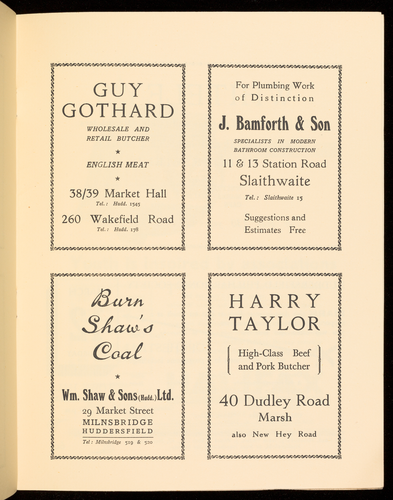 GUY
GOTHARD
WHOLESALE AND
RETAIL BUTCHER
ENGLISH MEAT
38/39 Market Hall
Tel.: Hudd. 1545
260 Wakefield Road
Tel.: Hudd. 178
For Plumbing Work
of Distinction
J. Bamforth & Son
SPECIALISTS IN MODERN
BATHROOM CONSTRUCTION
11 & 13 Station Road
Slaithwaite
Tel.: Slaithwaite 15
Suggestions and
Estimates Free
Burn
Shaw's
Coal
Wm. Shaw & Sons (Hudd.) Ltd.
29 Market Street
MILNSBRIDGE
HUDDERSFIELD
Tel: Milnsbridge 519 & 520
HARRY
TAYLOR
High-Class Beef
and Pork Butcher
40 Dudley Road
Marsh
also New Hey Road